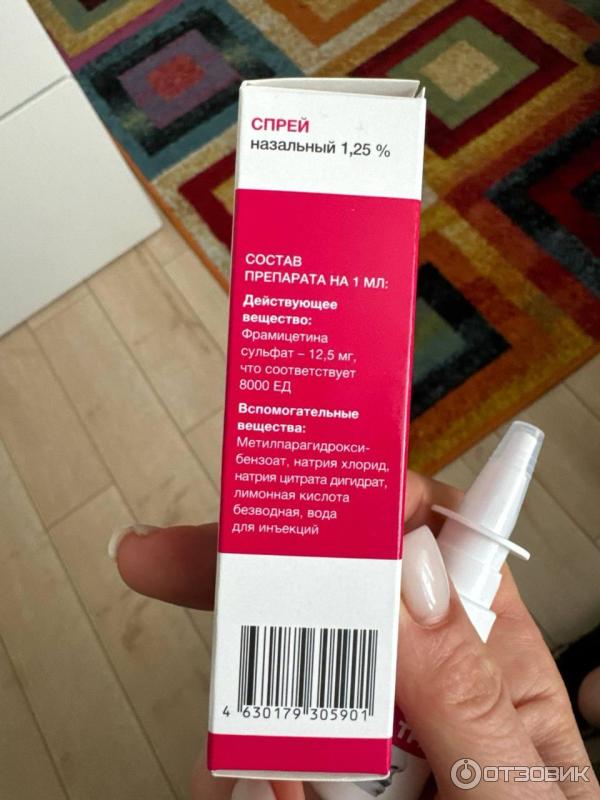 СПРЕЙ
назальный 1,25 %
СОСТАВ
ПРЕПАРАТА НА 1 МЛ:
Действующее
вещество:
Фрамицетина
сульфат – 12,5 мг,
что соответствует
8000 ЕД
Вспомогательные
вещества:
Метилпарагидрокси-
бензоат, натрия хлорид,
натрия цитрата дигидрат,
лимонная кислота
безводная, вода
для инъекций
4 630179 305901
ОТЗОВИК